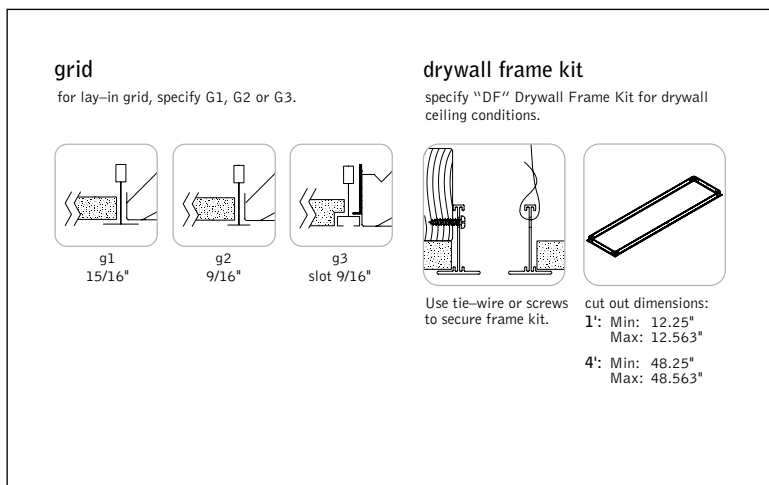 grid
for lay–in grid, specify G1, G2 or G3.
g1
15/16"
g2
9/16"
g3
slot 9/16"
drywall frame kit
specify “DF” Drywall Frame Kit for drywall
ceiling conditions.
Use tie–wire or screws
to secure frame kit.
cut out dimensions:
1': Min: 12.25"
Max: 12.563"
4': Min: 48.25"
Max: 48.563"